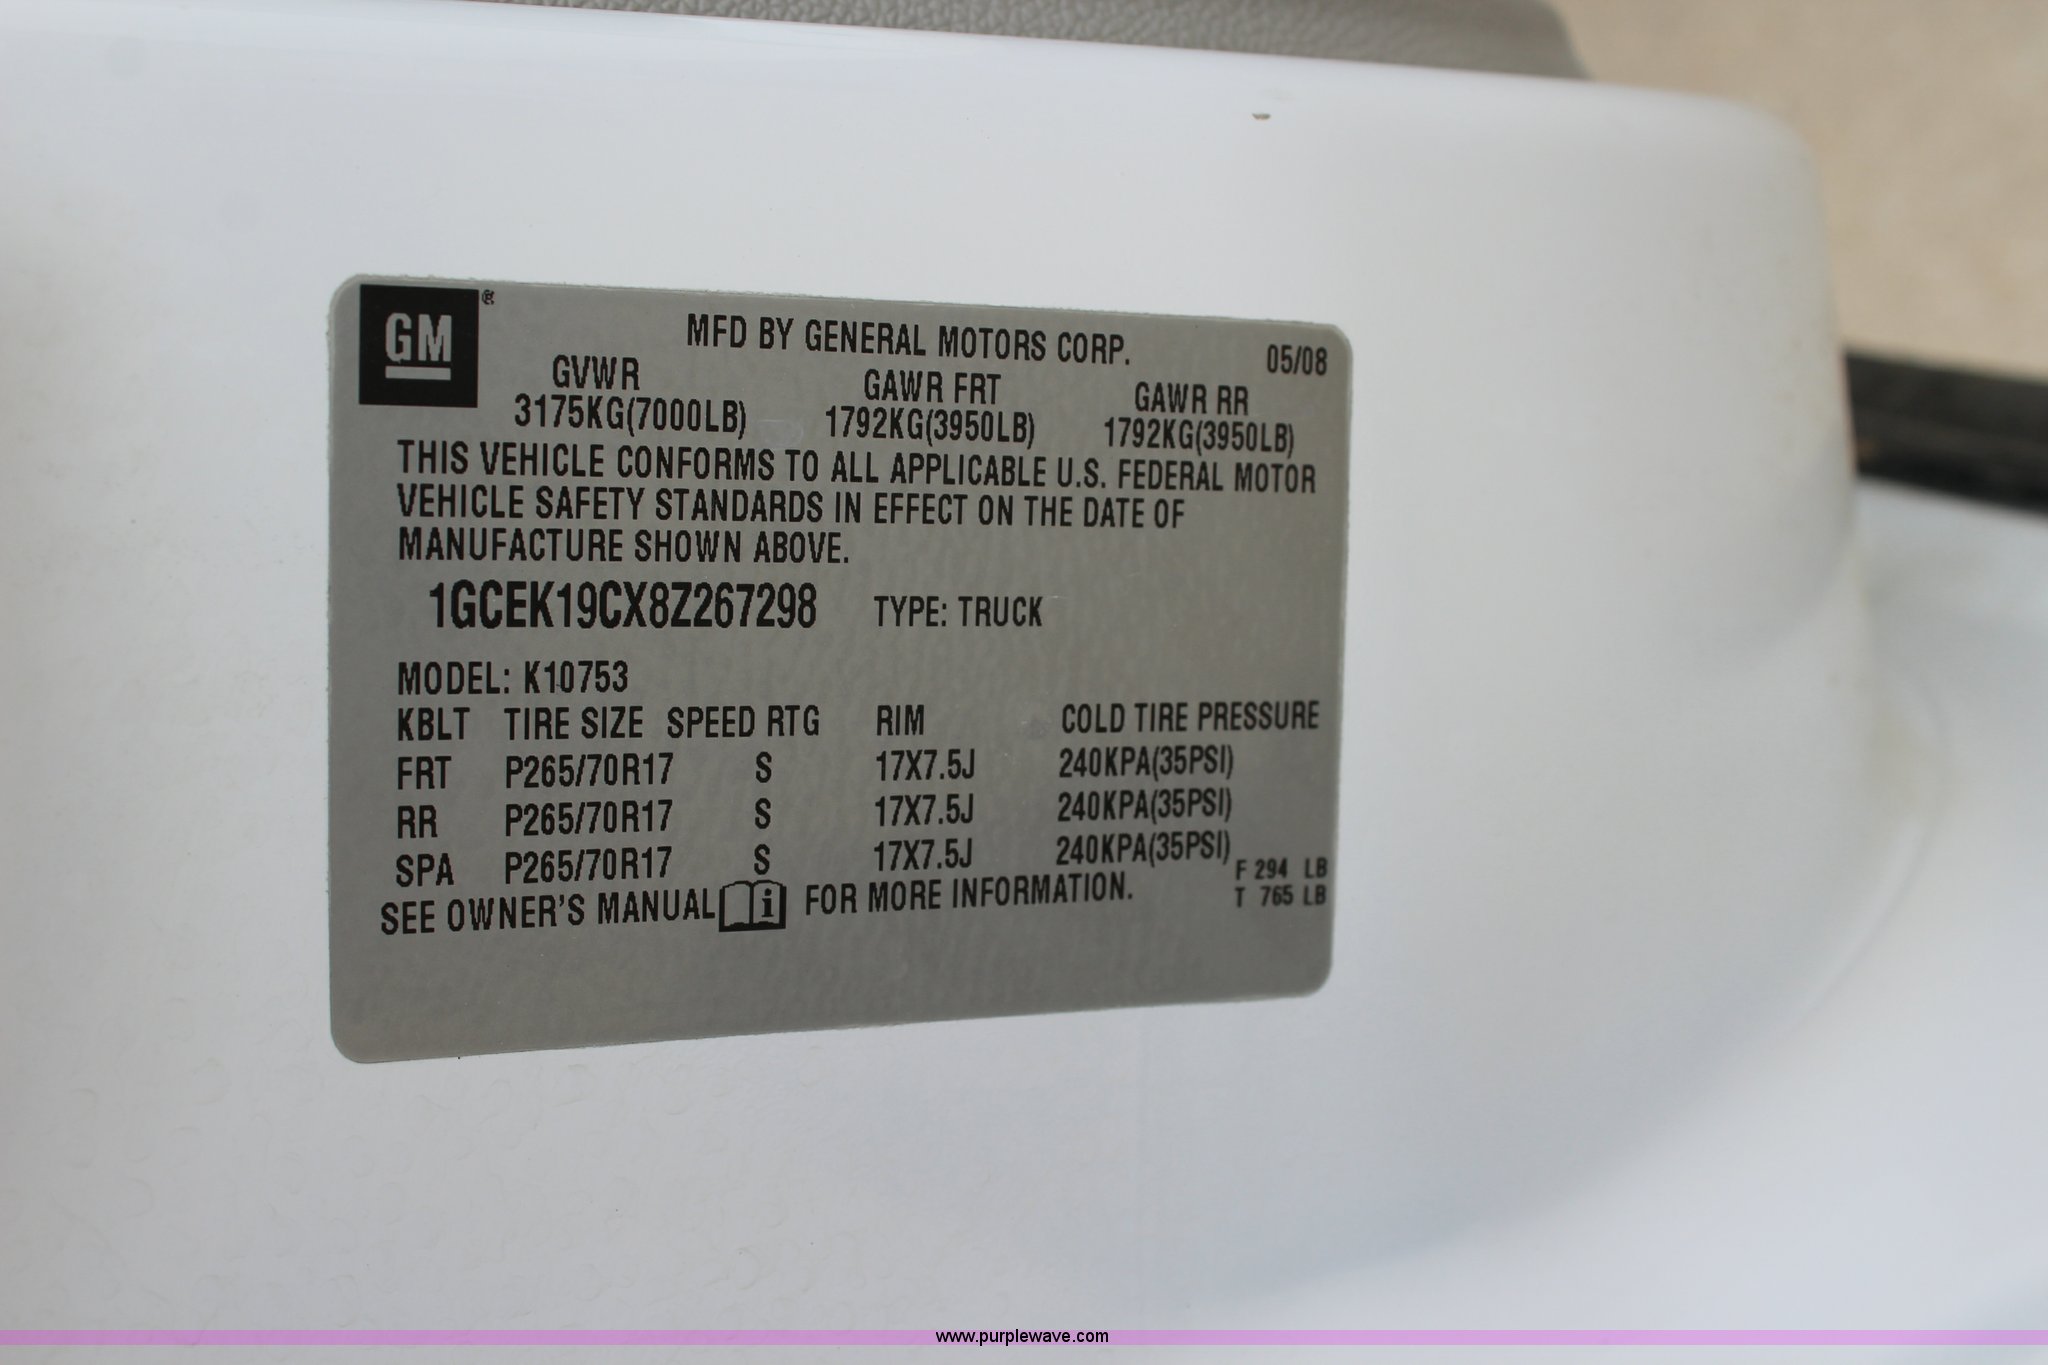 GM®
MFD BY GENERAL MOTORS CORP.
05/08
GVWR GAWR FRT GAWR RR
3175KG(7000LB) 1792KG(3950LB) 1792KG(3950LB)
THIS VEHICLE CONFORMS TO ALL APPLICABLE U.S. FEDERAL MOTOR
VEHICLE SAFETY STANDARDS IN EFFECT ON THE DATE OF
MANUFACTURE SHOWN ABOVE.
1GCEK19CX8Z267298 TYPE: TRUCK
MODEL: K10753
KBLT TIRE SIZE SPEED RTG RIM COLD TIRE PRESSURE
FRT P265/70R17 S 17X7.5J 240KPA(35PSI)
RR P265/70R17 S 17X7.5J 240KPA(35PSI)
SPA P265/70R17 S 17X7.5J 240KPA(35PSI)
F 294 LB
T 765 LB
SEE OWNER'S MANUAL i FOR MORE INFORMATION.
www.purplewave.com